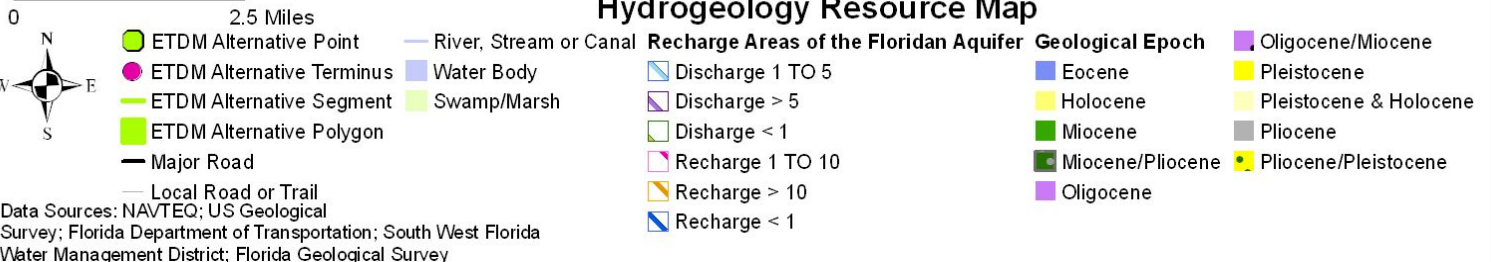 0 2.5 Miles
Hydrogeology Resource Map
N
W E
S
ETDM Alternative Point
ETDM Alternative Terminus
ETDM Alternative Segment
ETDM Alternative Polygon
Major Road
Local Road or Trail
River, Stream or Canal
Water Body
Swamp/Marsh
Recharge Areas of the Floridan Aquifer
Discharge 1 TO 5
Discharge > 5
Disharge < 1
Recharge 1 TO 10
Recharge > 10
Recharge < 1
Geological Epoch
Eocene
Holocene
Miocene
Miocene/Pliocene
Oligocene
Oligocene/Miocene
Pleistocene
Pleistocene & Holocene
Pliocene
Pliocene/Pleistocene
Data Sources: NAVTEQ; US Geological
Survey; Florida Department of Transportation; South West Florida
Water Management District; Florida Geological Survey